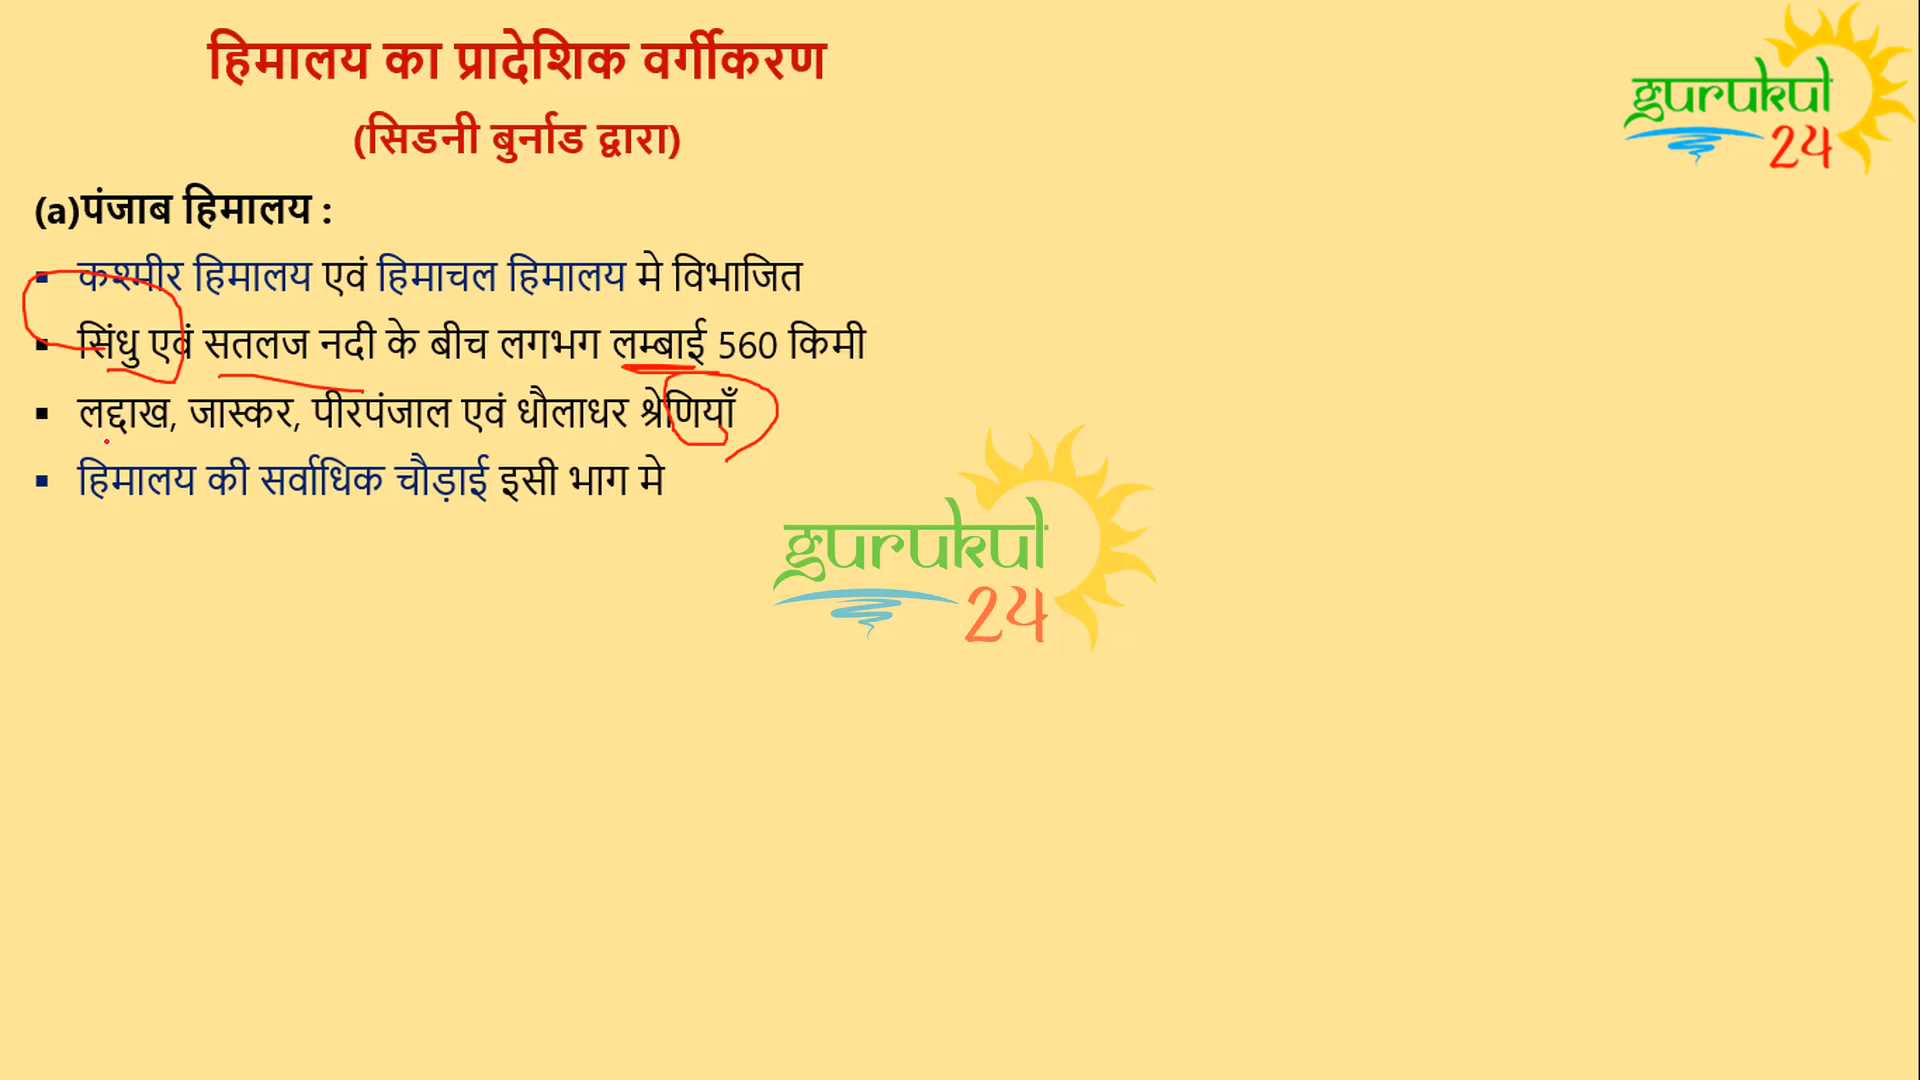 हिमालय का प्रादेशिक वर्गीकरण
(सिडनी बुर्नाड द्वारा)
gurukul
24
(a)पंजाब हिमालय :
▪ कश्मीर हिमालय एवं हिमाचल हिमालय मे विभाजित
▪ सिंधु एवं सतलज नदी के बीच लगभग लम्बाई 560 किमी
▪ लद्दाख, जास्कर, पीरपंजाल एवं धौलाधर श्रेणियाँ
▪ हिमालय की सर्वाधिक चौड़ाई इसी भाग मे
gurukul
24